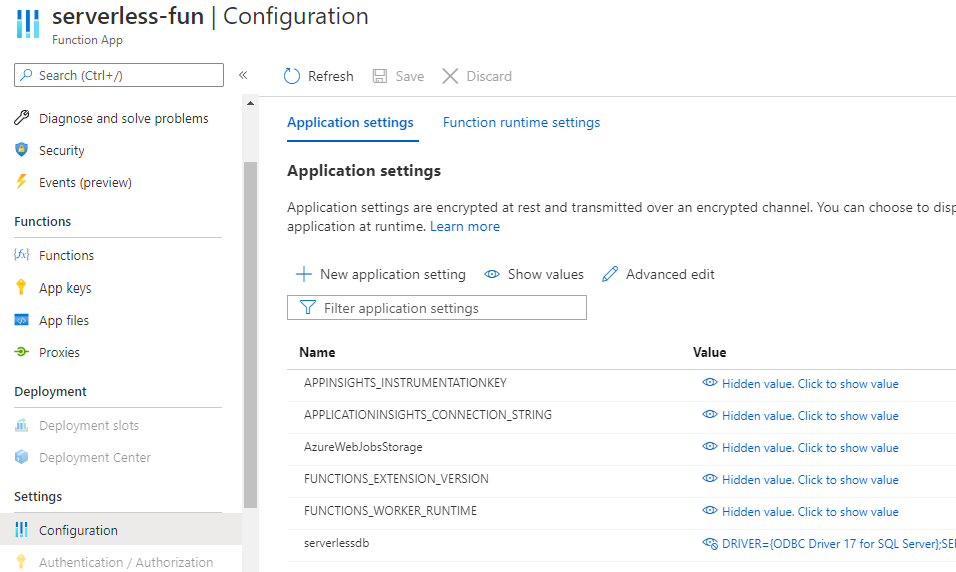 serverless-fun | Configuration
Function App
Search (Ctrl+/)
«
Diagnose and solve problems
Security
Events (preview)
Functions
Functions
App keys
App files
Proxies
Deployment
Deployment slots
Deployment Center
Settings
Configuration
Authentication / Authorization
Refresh
Save
Discard
Application settings
Function runtime settings
Application settings
Application settings are encrypted at rest and transmitted over an encrypted channel. You can choose to disp
application at runtime. Learn more
New application setting
Show values
Advanced edit
Filter application settings
Name Value
APPINSIGHTS_INSTRUMENTATIONKEY Hidden value. Click to show value
APPLICATIONINSIGHTS_CONNECTION_STRING Hidden value. Click to show value
AzureWebJobsStorage Hidden value. Click to show value
FUNCTIONS_EXTENSION_VERSION Hidden value. Click to show value
FUNCTIONS_WORKER_RUNTIME Hidden value. Click to show value
serverlessdb DRIVER={ODBC Driver 17 for SQL Server};SE